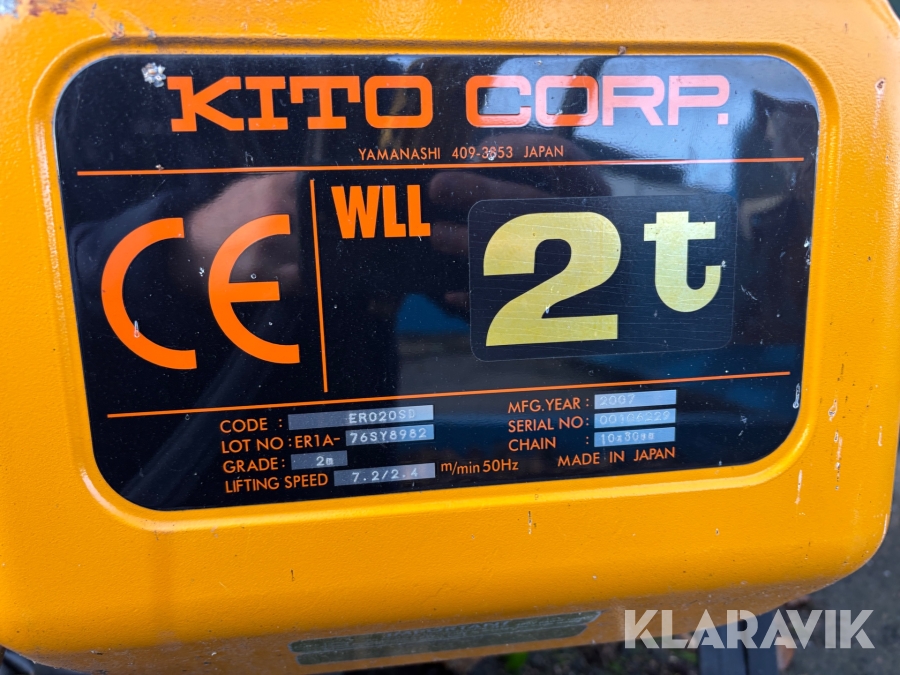 KITO CORP.
YAMANASHI 409-3853 JAPAN
CE
WLL 2t
CODE : ER020SD
LOT NO : ER1A- 76SY8982
GRADE : 2m
LIFTING SPEED 7.2/2.4 m/min 50Hz
MFG. YEAR : 2007
SERIAL NO : 00106229
CHAIN : 10x30mm
MADE IN JAPAN
KLARAVIK